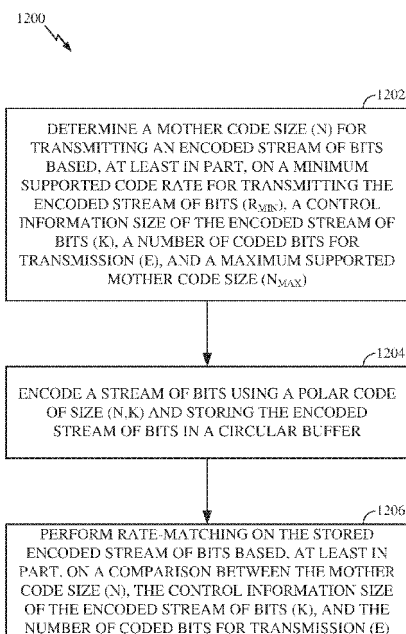 1200
1202
DETERMINE A MOTHER CODE SIZE (N) FOR
TRANSMITTING AN ENCODED STREAM OF BITS
BASED, AT LEAST IN PART, ON A MINIMUM
SUPPORTED CODE RATE FOR TRANSMITTING THE
ENCODED STREAM OF BITS (RMIN), A CONTROL
INFORMATION SIZE OF THE ENCODED STREAM OF
BITS (K), A NUMBER OF CODED BITS FOR
TRANSMISSION (E), AND A MAXIMUM SUPPORTED
MOTHER CODE SIZE (NMAX)
1204
ENCODE A STREAM OF BITS USING A POLAR CODE
OF SIZE (N,K) AND STORING THE ENCODED
STREAM OF BITS IN A CIRCULAR BUFFER
1206
PERFORM RATE-MATCHING ON THE STORED
ENCODED STREAM OF BITS BASED, AT LEAST IN
PART, ON A COMPARISON BETWEEN THE MOTHER
CODE SIZE (N), THE CONTROL INFORMATION SIZE
OF THE ENCODED STREAM OF BITS (K), AND THE
NUMBER OF CODED BITS FOR TRANSMISSION (E)